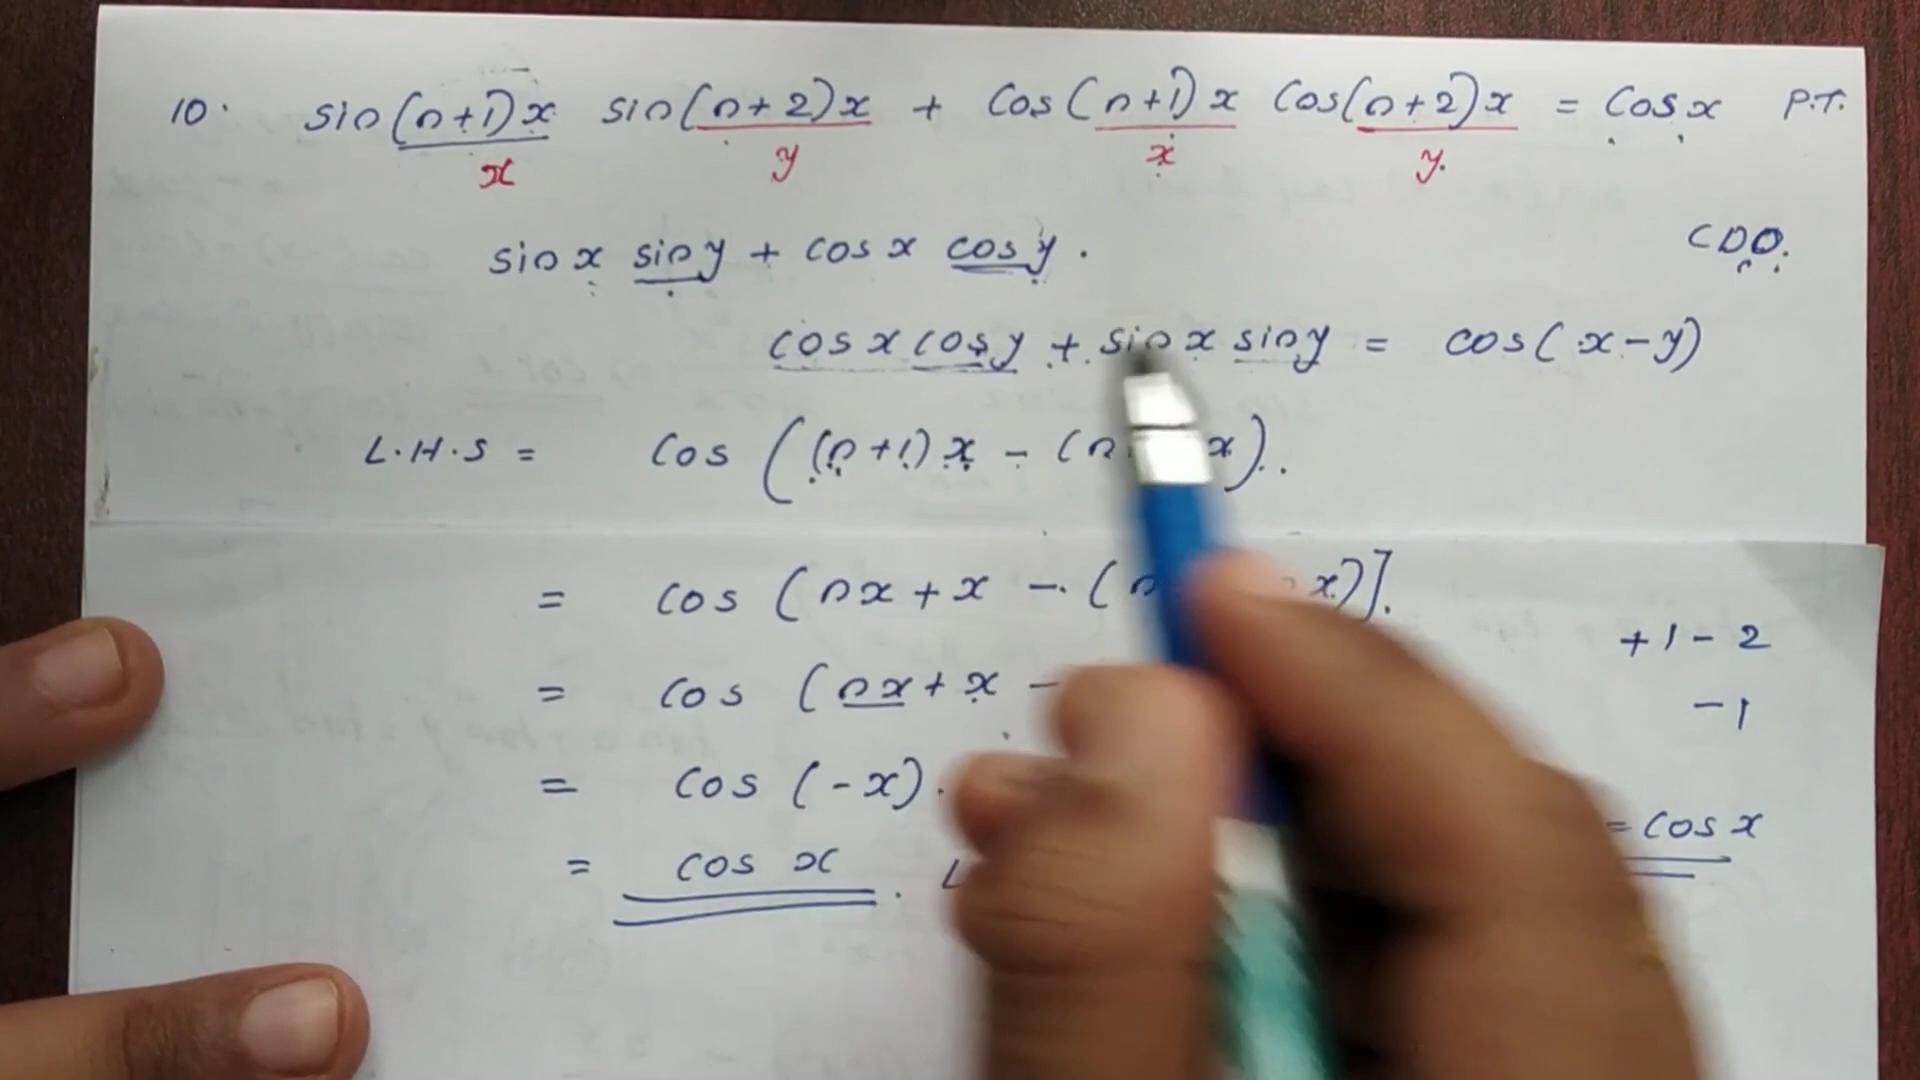 10. sin(n+1)x sin(n+2)x + cos(n+1)x cos(n+2)x = cos x P.T.
x y x y.
sin x sin y + cos x cos y.
CDO.
cos x cos y + sin x sin y = cos(x-y)
L.H.S = cos ((n+1)x - (n x).
= cos (nx + x - (n x)].
+1-2
= cos (nx + x -
-1
= cos (-x).
= cos x
= cos x.